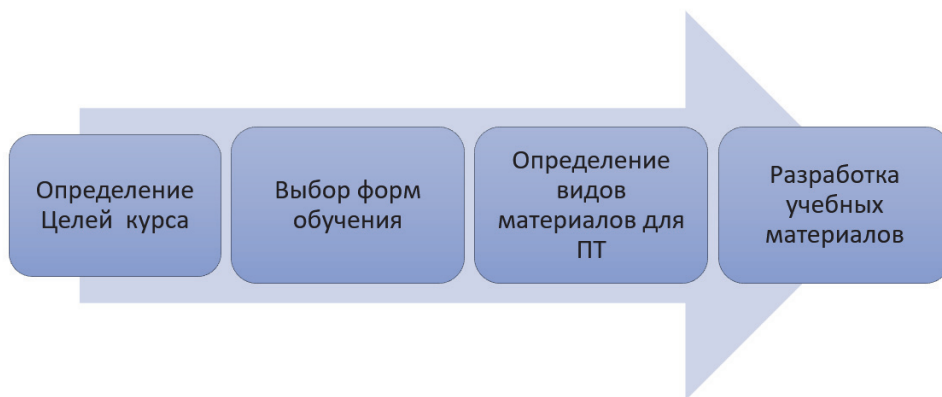 Определение
Целей курса
Выбор форм
обучения
Определение
видов
материалов для
ПТ
Разработка
учебных
материалов